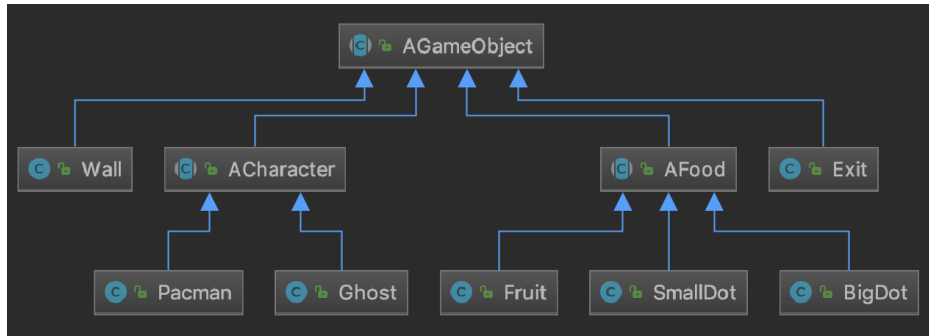 C AGameObject
C Wall
C ACharacter
C AFood
C Exit
C Pacman
C Ghost
C Fruit
C SmallDot
C BigDot